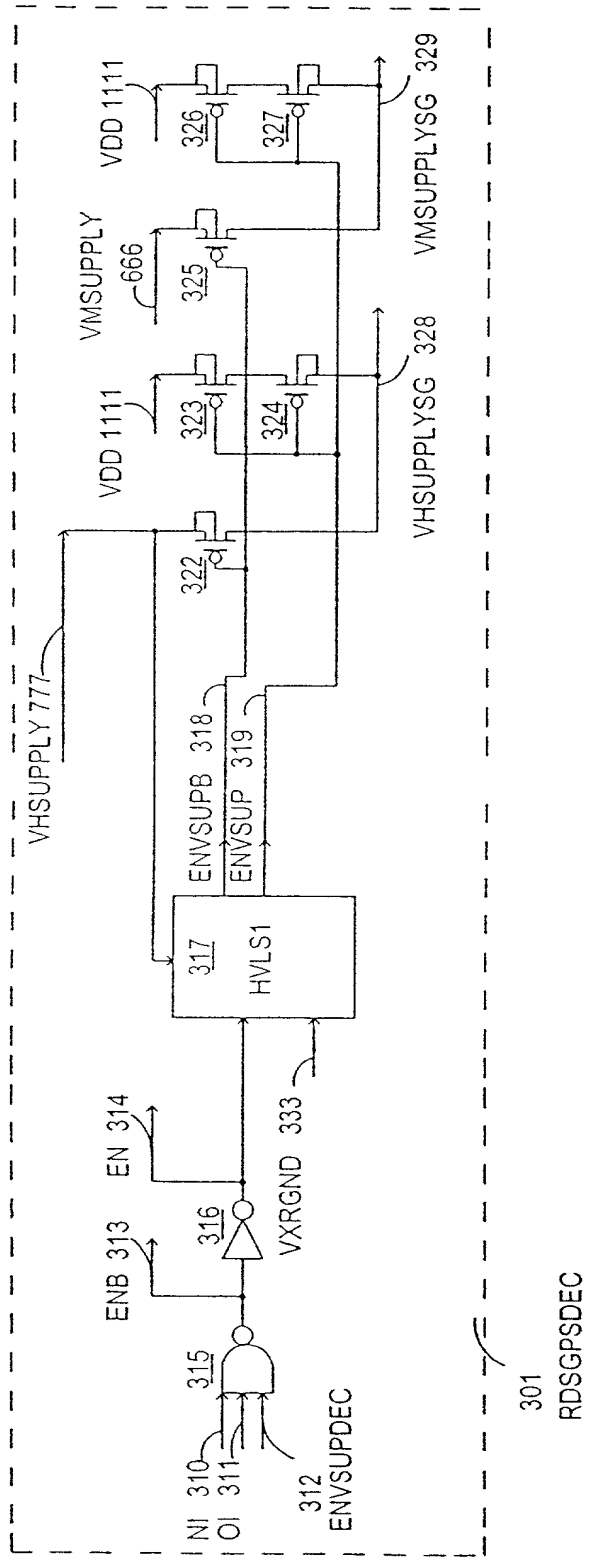 NI 310
OI 311
312
ENVSUPDEC
315
ENB 313
316
EN 314
VXRGND 333
317
HVLS1
ENVSUPB 318
ENVSUP 319
VHSUPPLY 777
322
VDD 1111
323
324
VHSUPPLYSG 328
VMSUPPLY
666
325
VDD 1111
326
327
VMSUPPLYSG 329
301
RDSGPSDEC